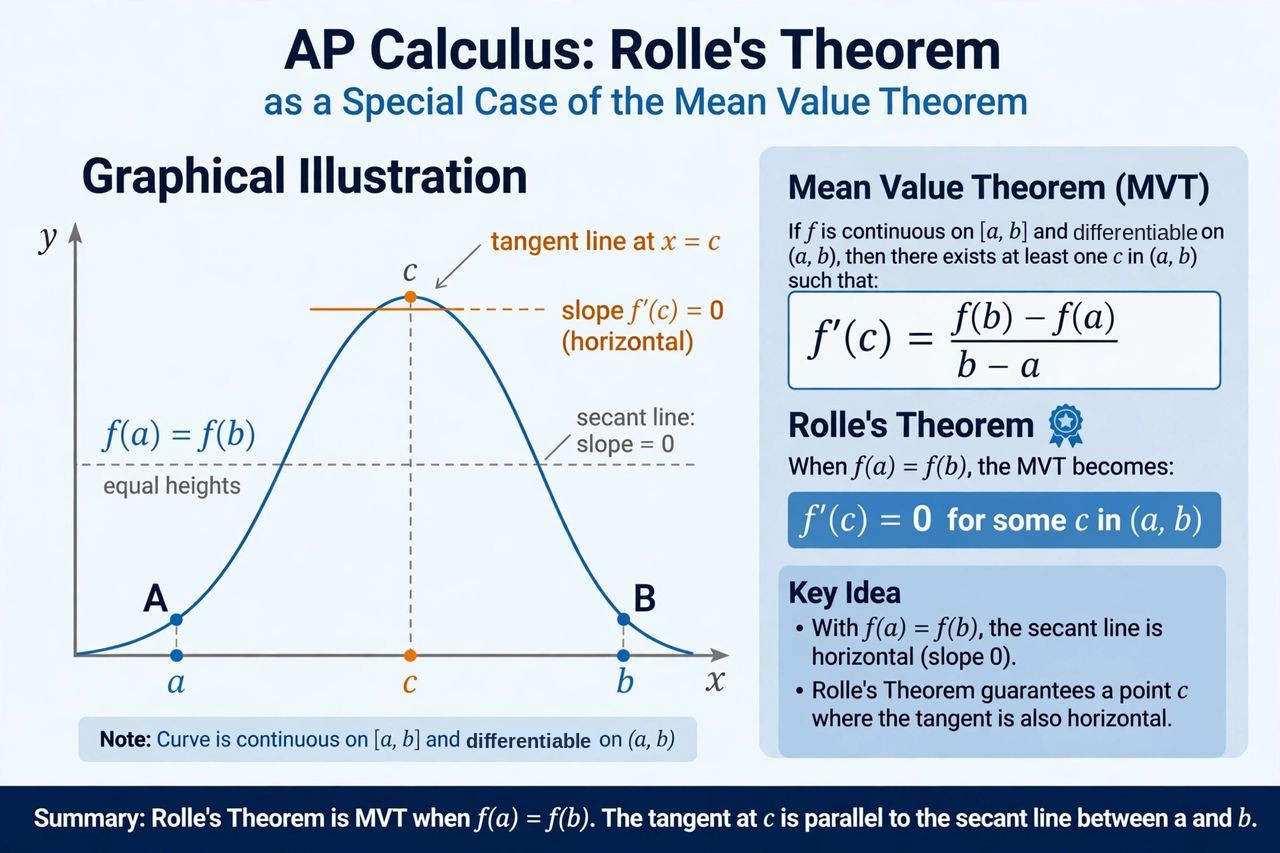 AP Calculus: Rolle's Theorem
as a Special Case of the Mean Value Theorem
Graphical Illustration
y
tangent line at x = c
c
slope f′(c) = 0
(horizontal)
secant line:
slope = 0
f(a) = f(b)
equal heights
A
B
a
c
b
x
Note: Curve is continuous on [a, b] and differentiable on (a, b)
Mean Value Theorem (MVT)
If f is continuous on [a, b] and differentiable on
(a, b), then there exists at least one c in (a, b)
such that:
f′(c) = f(b) − f(a) / b − a
Rolle's Theorem
When f(a) = f(b), the MVT becomes:
f′(c) = 0 for some c in (a, b)
Key Idea
• With f(a) = f(b), the secant line is
horizontal (slope 0).
• Rolle's Theorem guarantees a point c
where the tangent is also horizontal.
Summary: Rolle's Theorem is MVT when f(a) = f(b). The tangent at c is parallel to the secant line between a and b.